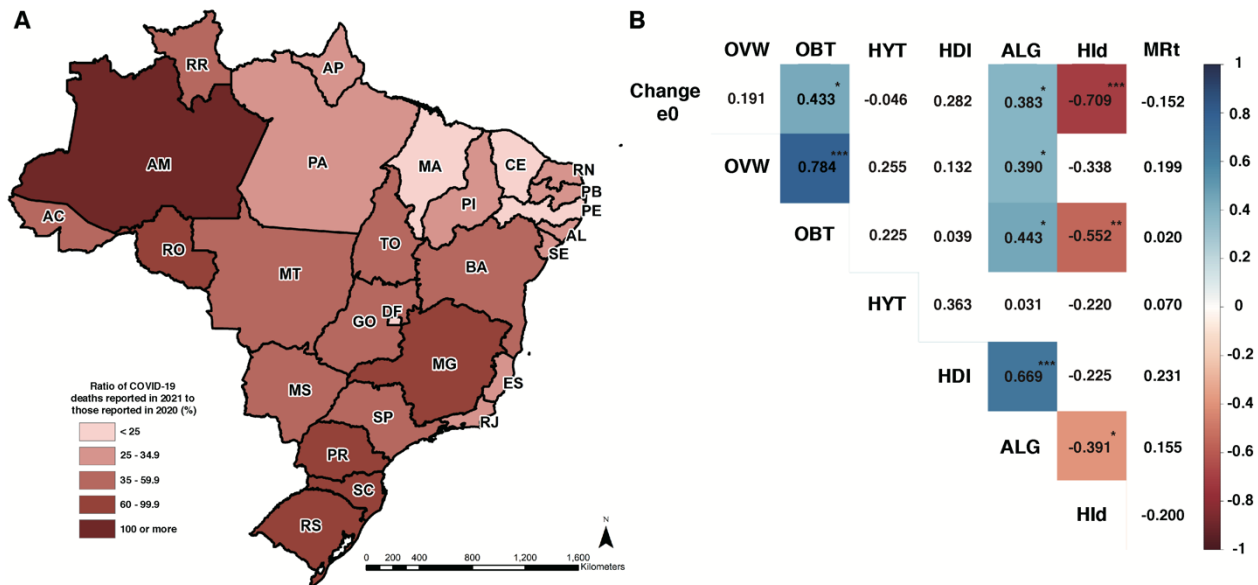 A
RR
AP
AM
PA
MA
CE
RN
PB
PE
PI
AL
SE
AC
RO
TO
BA
MT
DF
GO
MG
ES
MS
SP
RJ
PR
SC
RS
Ratio of COVID-19
deaths reported in 2021 to
those reported in 2020 (%)
< 25
25 - 34.9
35 - 59.9
60 - 99.9
100 or more
N
0 200 400 800 1,200 1,600
Kilometers
B
OVW OBT HYT HDI ALG HId MRt
Change
e0
0.191 0.433* -0.046 0.282 0.383* -0.709*** -0.152
OVW 0.784*** 0.255 0.132 0.390* -0.338 0.199
OBT 0.225 0.039 0.443* -0.552** 0.020
HYT 0.363 0.031 -0.220 0.070
HDI 0.669*** -0.225 0.231
ALG -0.391* 0.155
HId -0.200
1
0.8
0.6
0.4
0.2
0
-0.2
-0.4
-0.6
-0.8
-1